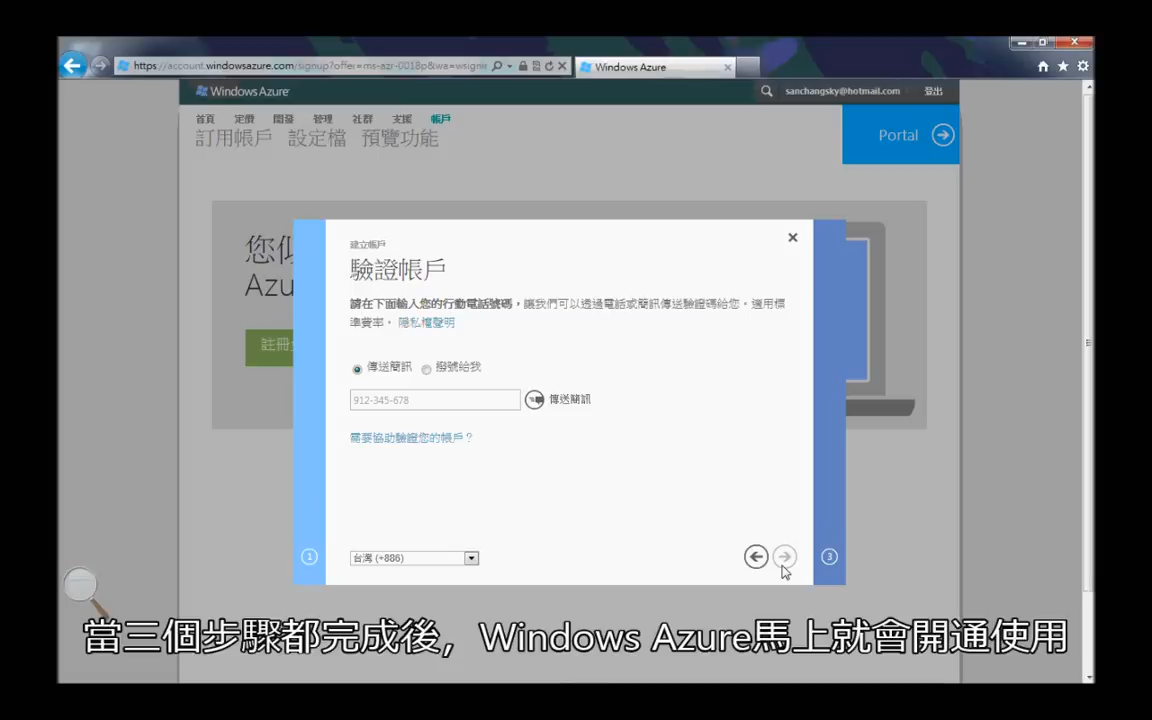 https://account.windowsazure.com/signup?offer=ms-azr-0018p&wa=wsigni
Windows Azure
Windows Azure
sanchangsky@hotmail.com
登出
首頁 定價 開發 管理 社群 支援 帳戶
訂用帳戶 設定檔 預覽功能
Portal
Azu
註冊
建立帳戶
驗證帳戶
請在下面輸入您的行動電話號碼，讓我們可以透過電話或簡訊傳送驗證碼給您。適用標
準費率。 隱私權聲明
傳送簡訊 撥號給我
912-345-678
傳送簡訊
需要協助驗證您的帳戶？
1
台灣 (+886)
3
當三個步驟都完成後，Windows Azure馬上就會開通使用